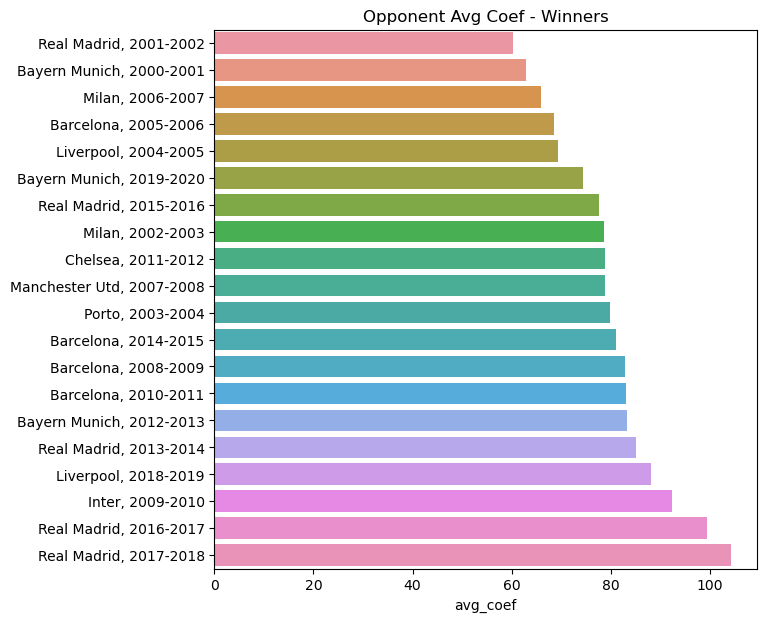 Opponent Avg Coef - Winners
Real Madrid, 2001-2002
Bayern Munich, 2000-2001
Milan, 2006-2007
Barcelona, 2005-2006
Liverpool, 2004-2005
Bayern Munich, 2019-2020
Real Madrid, 2015-2016
Milan, 2002-2003
Chelsea, 2011-2012
Manchester Utd, 2007-2008
Porto, 2003-2004
Barcelona, 2014-2015
Barcelona, 2008-2009
Barcelona, 2010-2011
Bayern Munich, 2012-2013
Real Madrid, 2013-2014
Liverpool, 2018-2019
Inter, 2009-2010
Real Madrid, 2016-2017
Real Madrid, 2017-2018
0 20 40 60 80 100
avg_coef